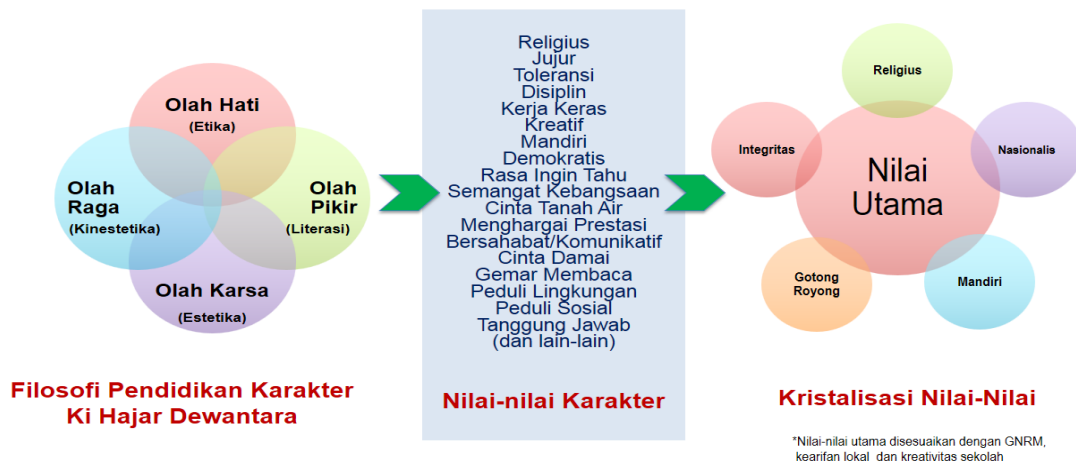 Olah Hati
(Etika)
Olah
Raga
(Kinestetika)
Olah
Pikir
(Literasi)
Olah Karsa
(Estetika)
Filosofi Pendidikan Karakter
Ki Hajar Dewantara
Religius
Jujur
Toleransi
Disiplin
Kerja Keras
Kreatif
Mandiri
Demokratis
Rasa Ingin Tahu
Semangat Kebangsaan
Cinta Tanah Air
Menghargai Prestasi
Bersahabat/Komunikatif
Cinta Damai
Gemar Membaca
Peduli Lingkungan
Peduli Sosial
Tanggung Jawab
(dan lain-lain)
Nilai-nilai Karakter
Religius
Integritas
Nasionalis
Nilai
Utama
Gotong
Royong
Mandiri
Kristalisasi Nilai-Nilai
*Nilai-nilai utama disesuaikan dengan GNRM,
kearifan lokal dan kreativitas sekolah